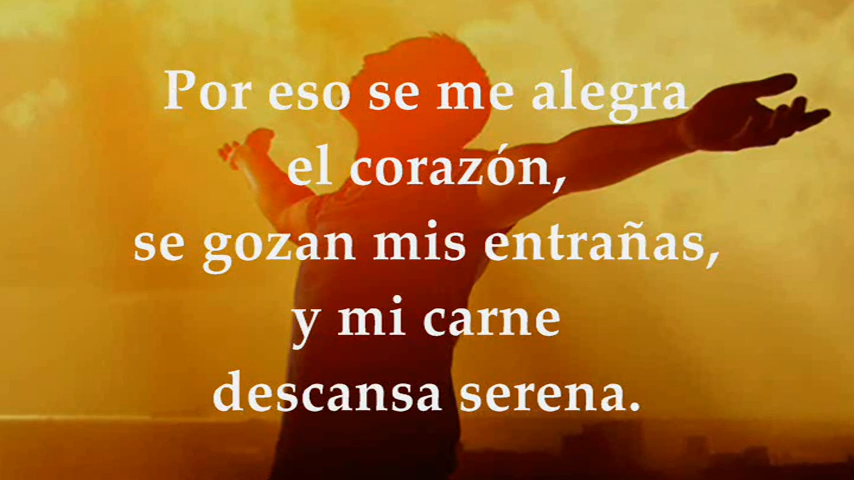 Por eso se me alegra
el corazón,
se gozan mis entrañas,
y mi carne
descansa serena.